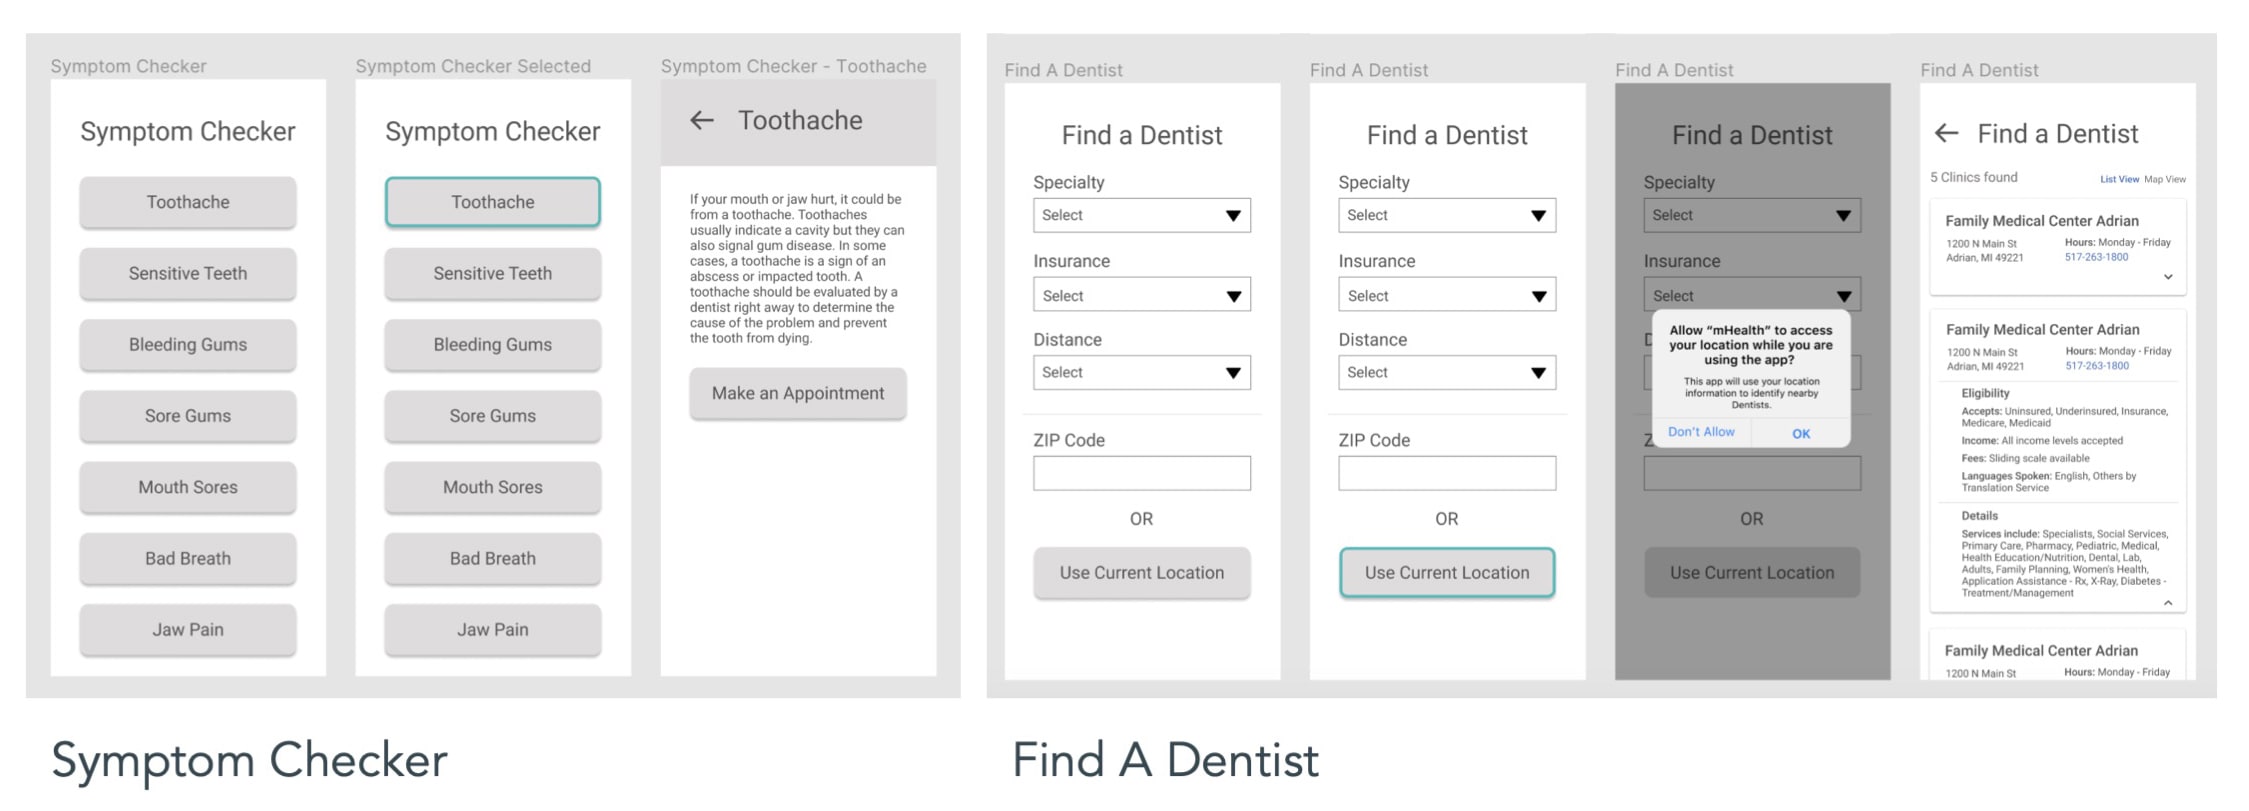 Symptom Checker
Symptom Checker
Toothache
Sensitive Teeth
Bleeding Gums
Sore Gums
Mouth Sores
Bad Breath
Jaw Pain
Symptom Checker Selected
Symptom Checker
Toothache
Sensitive Teeth
Bleeding Gums
Sore Gums
Mouth Sores
Bad Breath
Jaw Pain
Symptom Checker - Toothache
← Toothache
If your mouth or jaw hurt, it could be
from a toothache. Toothaches
usually indicate a cavity but they can
also signal gum disease. In some
cases, a toothache is a sign of an
abscess or impacted tooth. A
toothache should be evaluated by a
dentist right away to determine the
cause of the problem and prevent
the tooth from dying.
Make an Appointment
Symptom Checker
Find A Dentist
Find a Dentist
Specialty
Select
Insurance
Select
Distance
Select
ZIP Code
OR
Use Current Location
Find A Dentist
Find a Dentist
Specialty
Select
Insurance
Select
Distance
Select
ZIP Code
OR
Use Current Location
Find A Dentist
Find a Dentist
Specialty
Select
Insurance
Select
D
Allow “mHealth” to access
your location while you are
using the app?
This app will use your location
information to identify nearby
Dentists.
Don't Allow OK
Z
OR
Use Current Location
Find A Dentist
← Find a Dentist
5 Clinics found List View Map View
Family Medical Center Adrian
1200 N Main St Hours: Monday - Friday
Adrian, MI 49221 517-263-1800
Family Medical Center Adrian
1200 N Main St Hours: Monday - Friday
Adrian, MI 49221 517-263-1800
Eligibility
Accepts: Uninsured, Underinsured, Insurance,
Medicare, Medicaid
Income: All income levels accepted
Fees: Sliding scale available
Languages Spoken: English, Others by
Translation Service
Details
Services include: Specialists, Social Services,
Primary Care, Pharmacy, Pediatric, Medical,
Health Education/Nutrition, Dental, Lab,
Adults, Family Planning, Women's Health,
Application Assistance - Rx, X-Ray, Diabetes -
Treatment/Management
Family Medical Center Adrian
1200 N Main St Hours: Monday - Friday
Find A Dentist